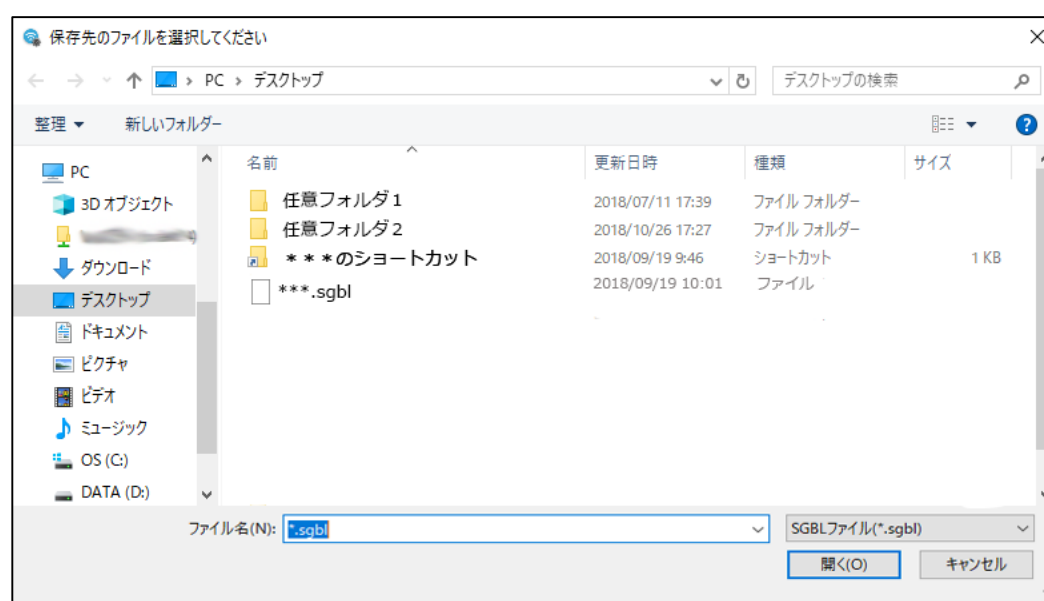 保存先のファイルを選択してください
PC > デスクトップ
デスクトップの検索
整理
新しいフォルダー
PC
3D オブジェクト
ダウンロード
デスクトップ
ドキュメント
ピクチャ
ビデオ
ミュージック
OS (C:)
DATA (D:)
名前 更新日時 種類 サイズ
任意フォルダ1 2018/07/11 17:39 ファイル フォルダー
任意フォルダ2 2018/10/26 17:27 ファイル フォルダー
***のショートカット 2018/09/19 9:46 ショートカット 1 KB
***.sgbl 2018/09/19 10:01 ファイル
ファイル名(N): *.sgbl SGBLファイル(*.sgbl)
開く(O) キャンセル